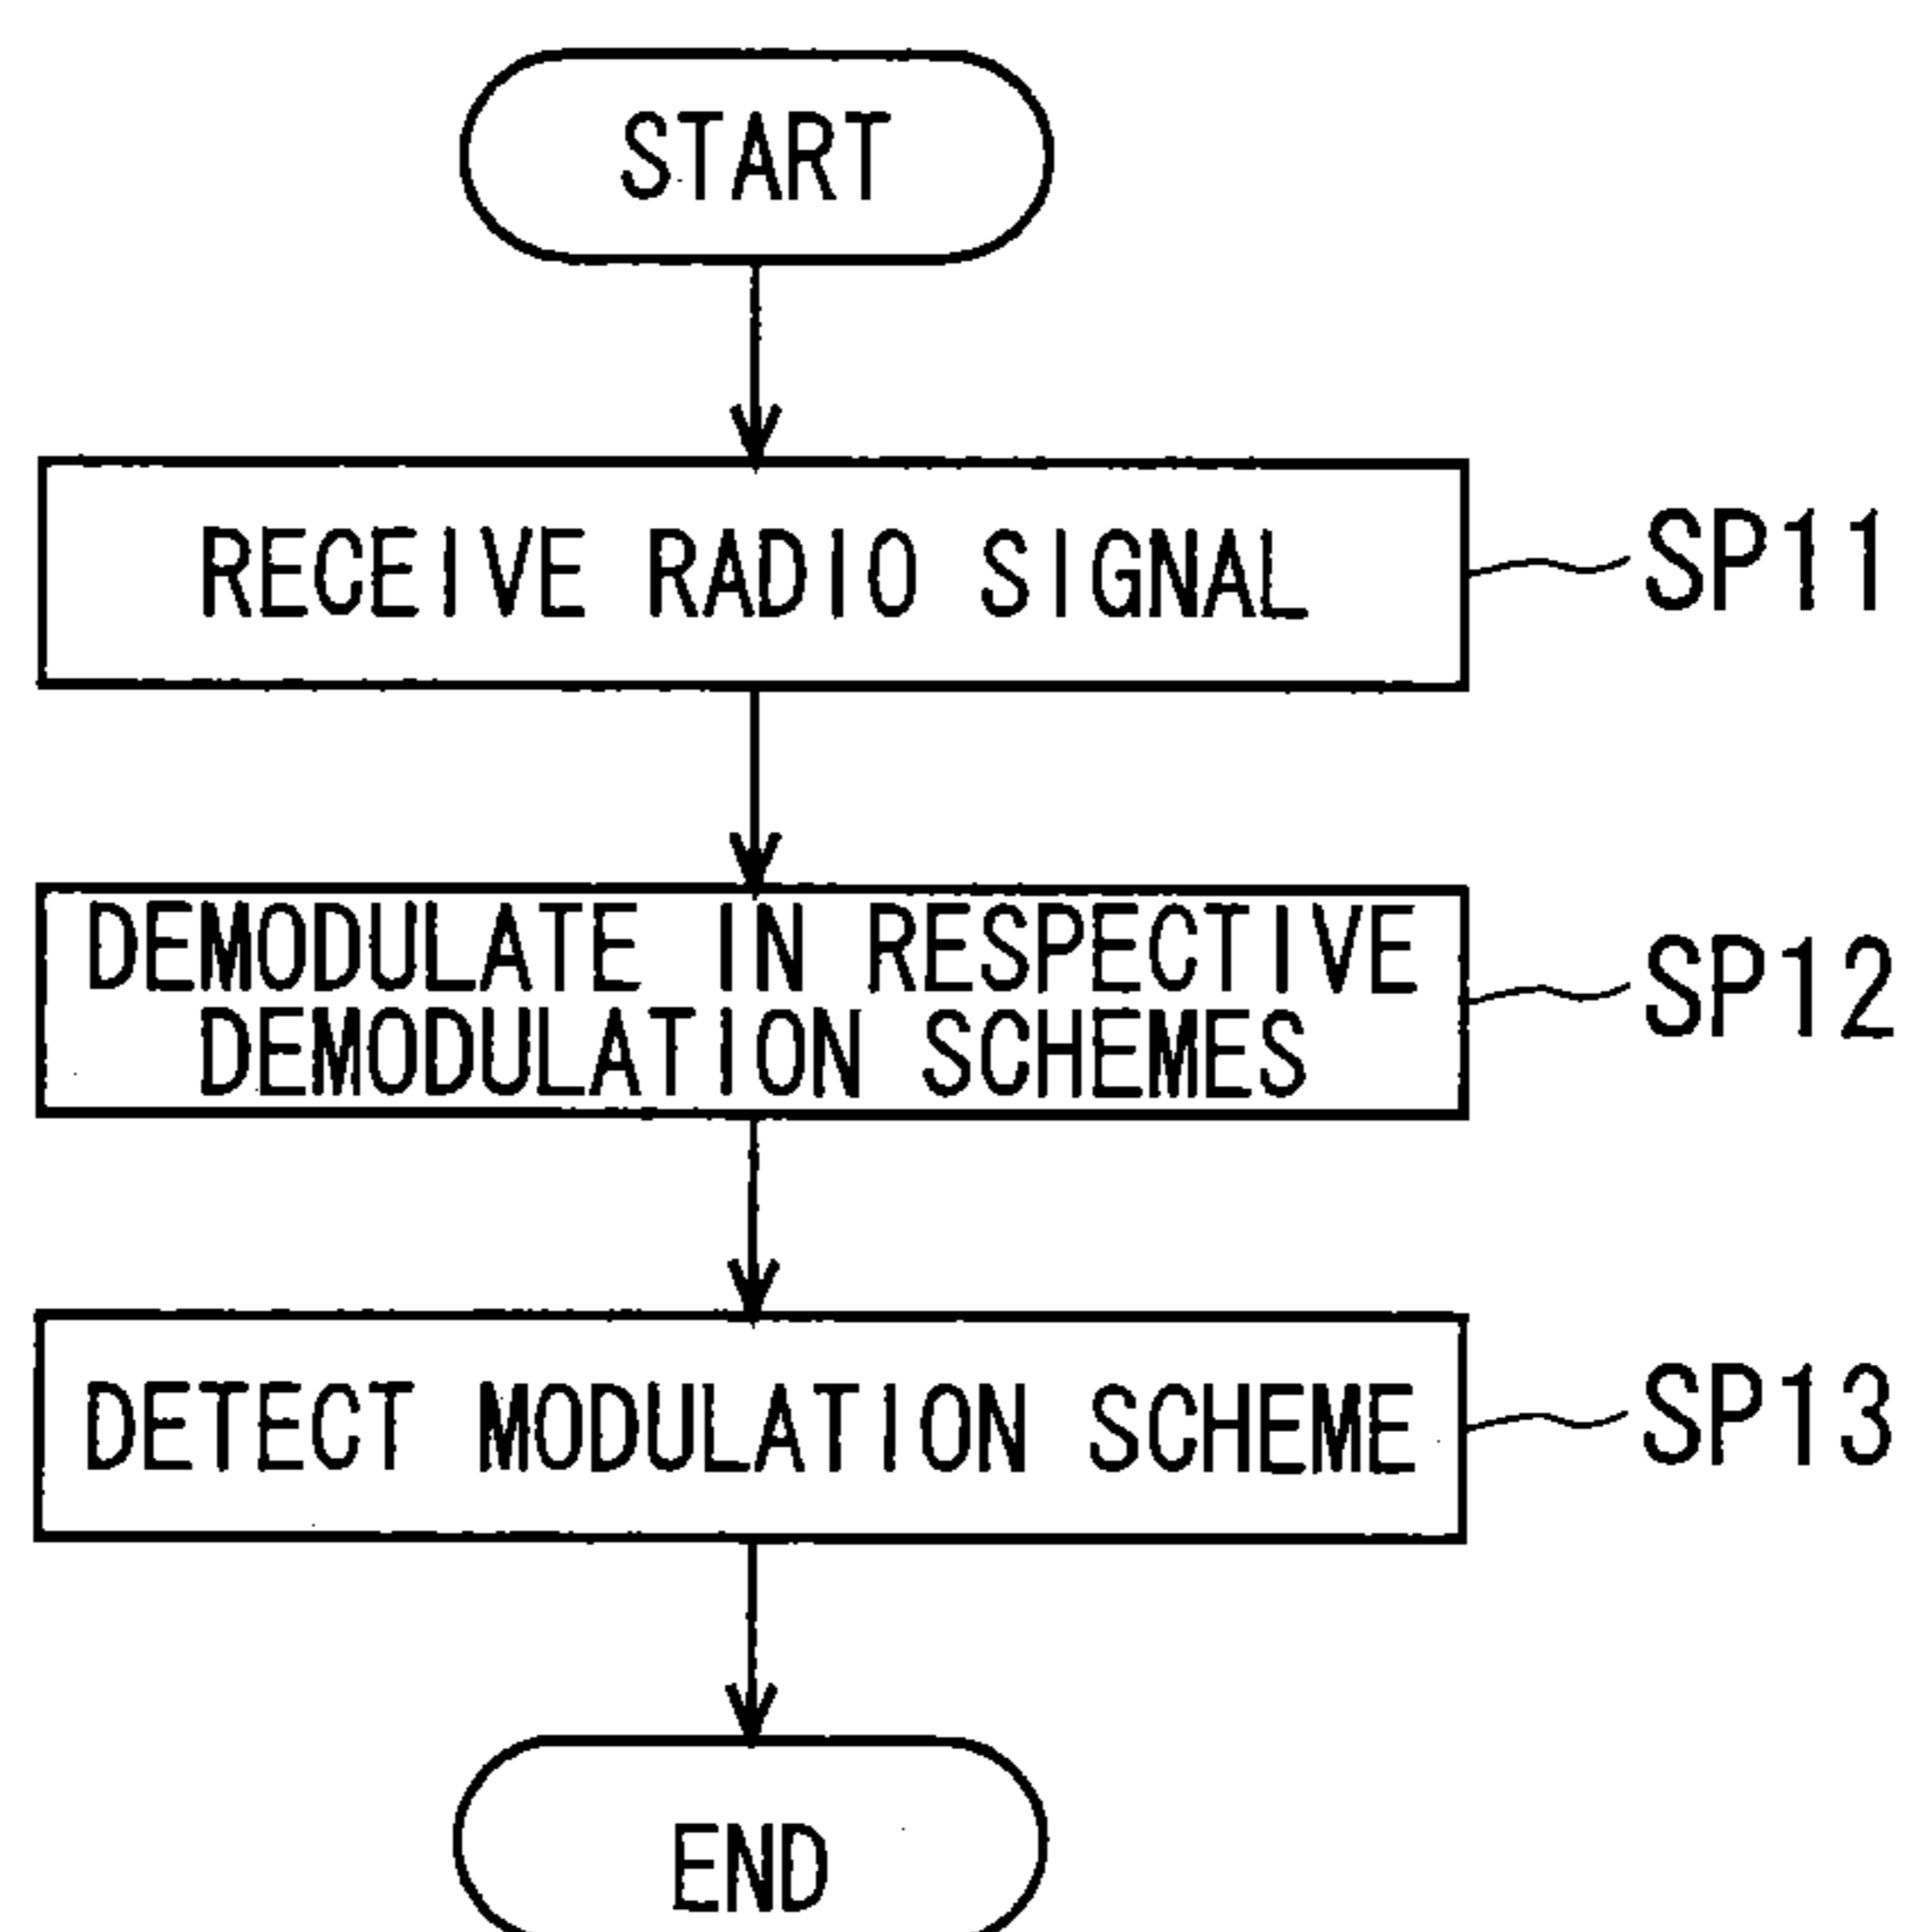 START
RECEIVE RADIO SIGNAL
SP11
DEMODULATE IN RESPECTIVE
DEMODULATION SCHEMES
SP12
DETECT MODULATION SCHEME
SP13
END